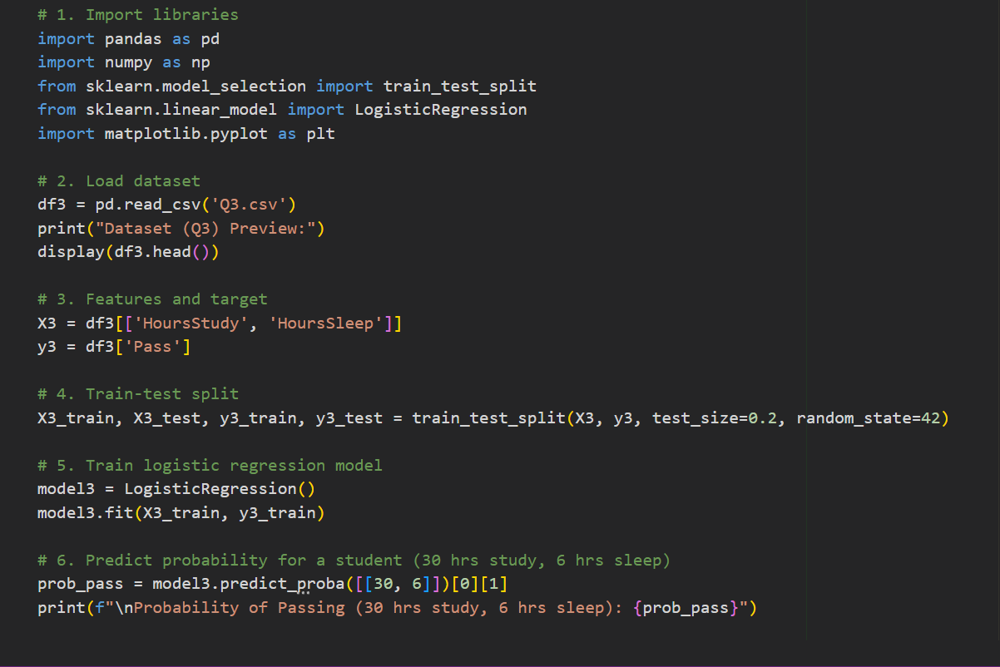 # 1. Import libraries
import pandas as pd
import numpy as np
from sklearn.model_selection import train_test_split
from sklearn.linear_model import LogisticRegression
import matplotlib.pyplot as plt
# 2. Load dataset
df3 = pd.read_csv('Q3.csv')
print("Dataset (Q3) Preview:")
display(df3.head())
# 3. Features and target
X3 = df3[['HoursStudy', 'HoursSleep']]
y3 = df3['Pass']
# 4. Train-test split
X3_train, X3_test, y3_train, y3_test = train_test_split(X3, y3, test_size=0.2, random_state=42)
# 5. Train logistic regression model
model3 = LogisticRegression()
model3.fit(X3_train, y3_train)
# 6. Predict probability for a student (30 hrs study, 6 hrs sleep)
prob_pass = model3.predict_proba([[30, 6]])[0][1]
print(f"\nProbability of Passing (30 hrs study, 6 hrs sleep): {prob_pass}")